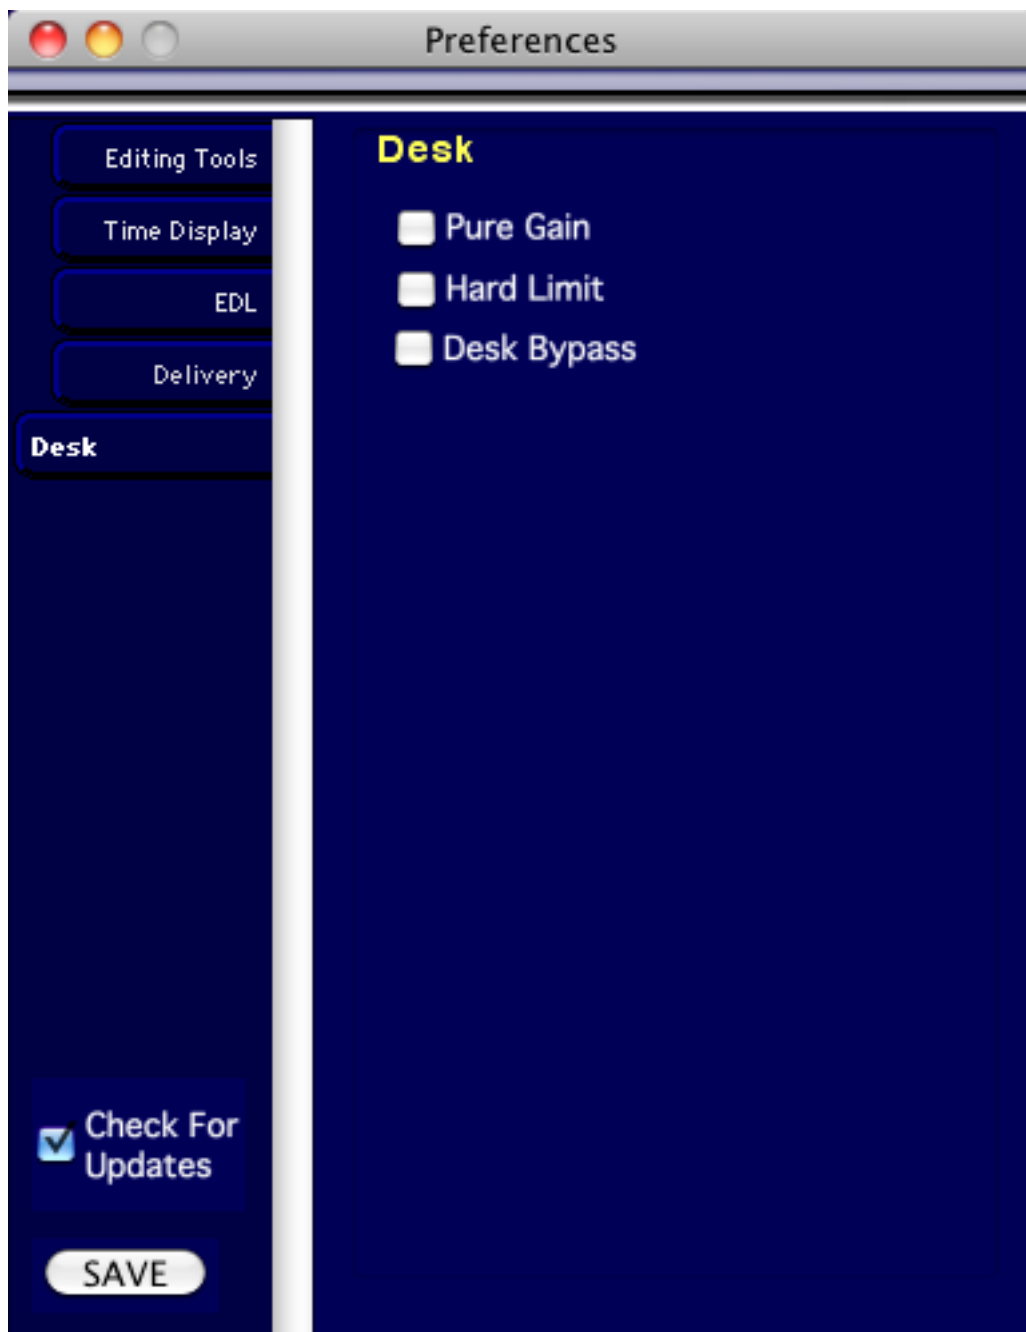 Preferences
Editing Tools
Time Display
EDL
Delivery
Desk
Desk
Pure Gain
Hard Limit
Desk Bypass
Check For
Updates
SAVE